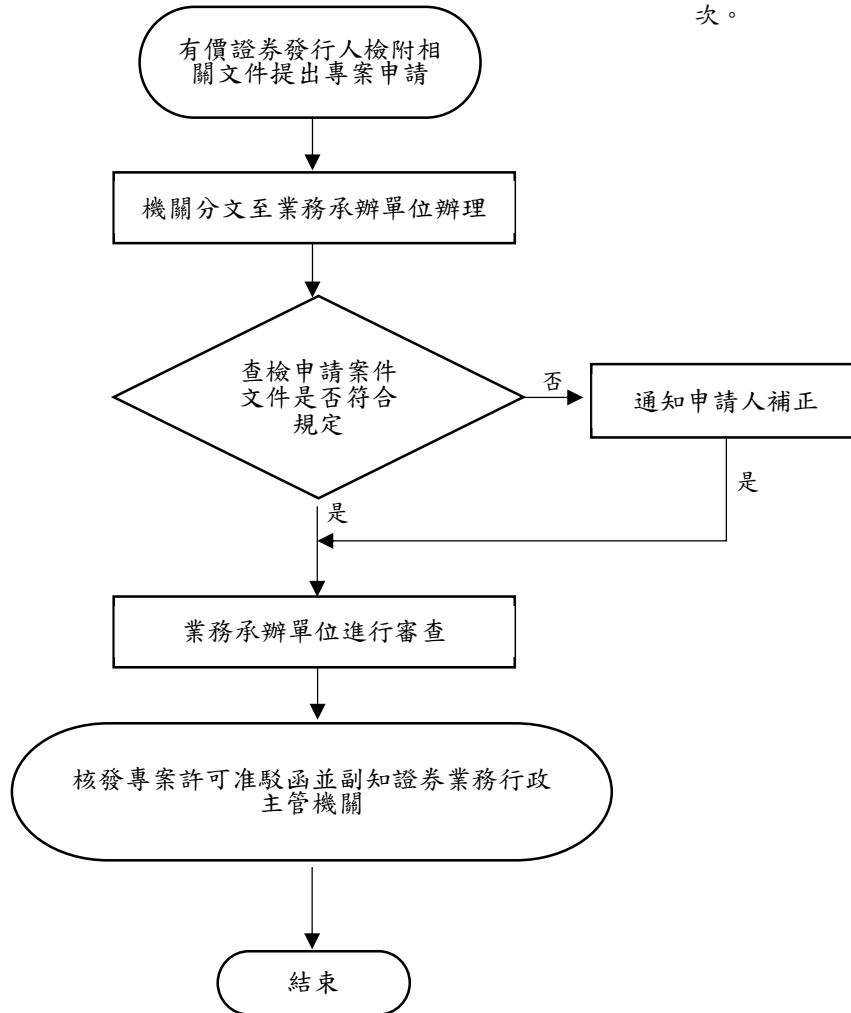 次。
有價證券發行人檢附相
關文件提出專案申請
機關分文至業務承辦單位辦理
查檢申請案件
文件是否符合
規定
否
通知申請人補正
是
是
業務承辦單位進行審查
核發專案許可准駁函並副知證券業務行政
主管機關
結束